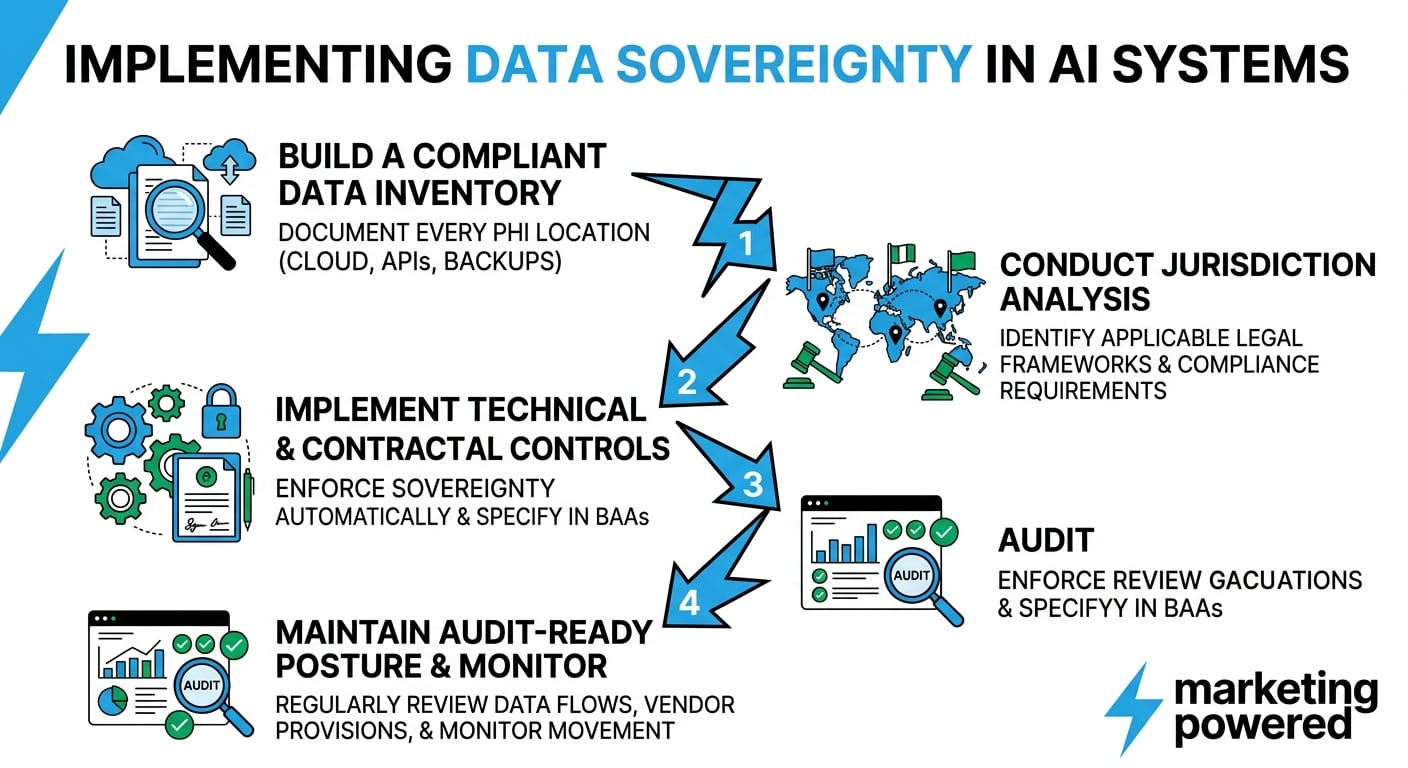 IMPLEMENTING DATA SOVEREIGNTY IN AI SYSTEMS
BUILD A COMPLIANT
DATA INVENTORY
DOCUMENT EVERY PHI LOCATION
(CLOUD, APIs, BACKUPS)
1
CONDUCT JURISDICTION
ANALYSIS
IDENTIFY APPLICABLE LEGAL
FRAMEWORKS & COMPLIANCE
REQUIREMENTS
2
IMPLEMENT TECHNICAL
& CONTRACTAL CONTROLS
ENFORCE SOVEREIGNTY
AUTOMATICALLY & SPECIFY IN BAAs
3
AUDIT
AUDIT
ENFORCE REVIEW GACUATIONS
& SPECIFYY IN BAAs
4
AUDIT
MAINTAIN AUDIT-READY
POSTURE & MONITOR
REGULARLY REVIEW DATA FLOWS, VENDOR
PROVISIONS, & MONITOR MOVEMENT
marketing
powered